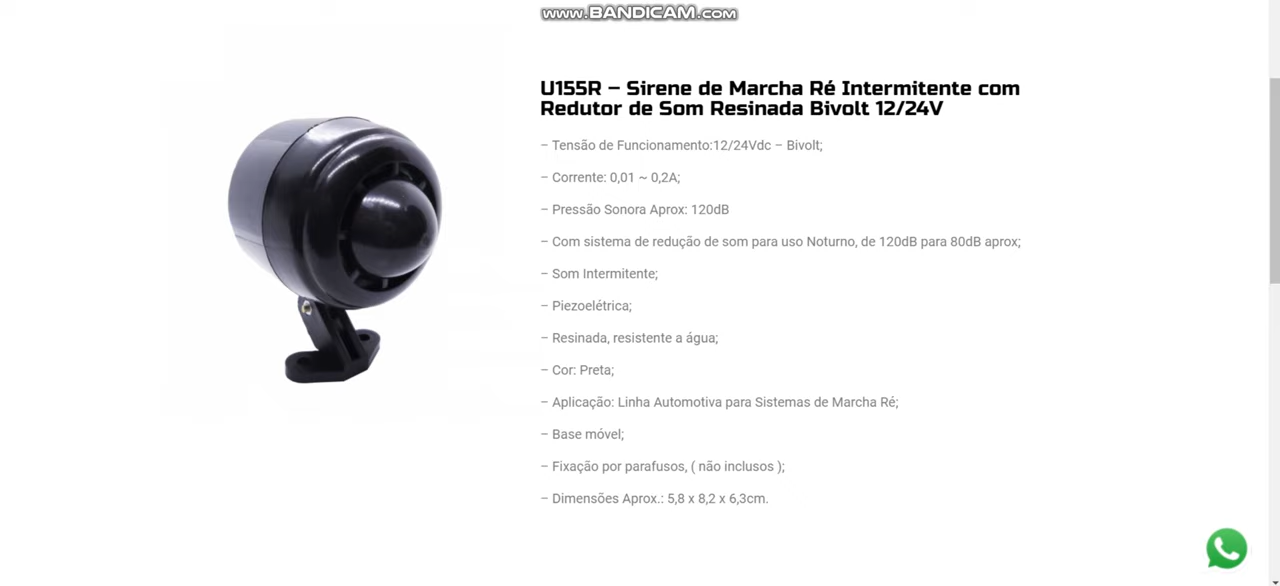 www.BANDICAM.com
U155R – Sirene de Marcha Ré Intermitente com
Redutor de Som Resinada Bivolt 12/24V
– Tensão de Funcionamento:12/24Vdc – Bivolt;
– Corrente: 0,01 ~ 0,2A;
– Pressão Sonora Aprox: 120dB
– Com sistema de redução de som para uso Noturno, de 120dB para 80dB aprox;
– Som Intermitente;
– Piezoelétrica;
– Resinada, resistente a água;
– Cor: Preta;
– Aplicação: Linha Automotiva para Sistemas de Marcha Ré;
– Base móvel;
– Fixação por parafusos, ( não inclusos );
– Dimensões Aprox.: 5,8 x 8,2 x 6,3cm.